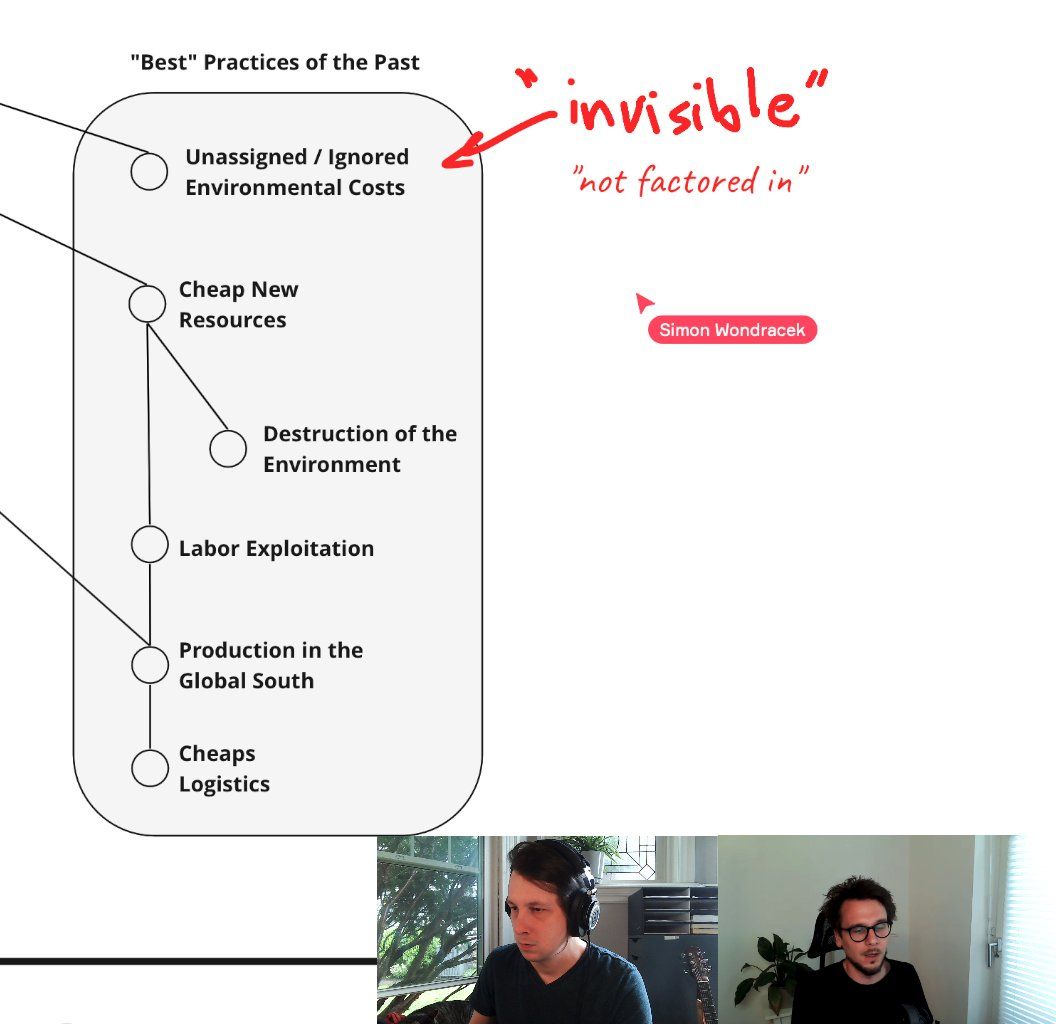 "Best" Practices of the Past
"invisible"
Unassigned / Ignored
Environmental Costs
"not factored in"
Cheap New
Resources
Simon Wondracek
Destruction of the
Environment
Labor Exploitation
Production in the
Global South
Cheaps
Logistics